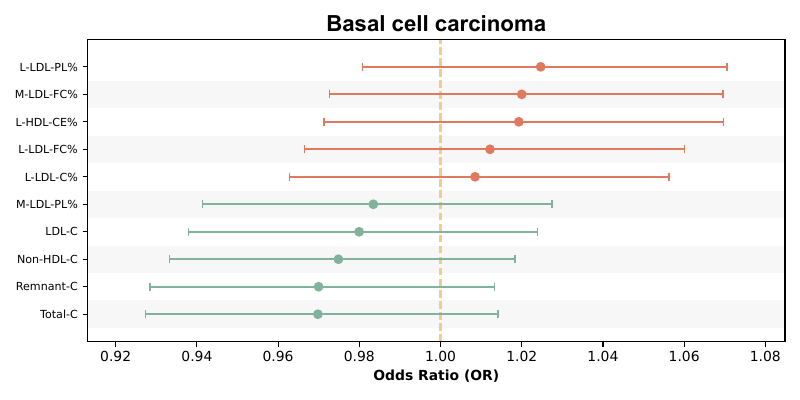 Basal cell carcinoma
L-LDL-PL%
M-LDL-FC%
L-HDL-CE%
L-LDL-FC%
L-LDL-C%
M-LDL-PL%
LDL-C
Non-HDL-C
Remnant-C
Total-C
0.92 0.94 0.96 0.98 1.00 1.02 1.04 1.06 1.08
Odds Ratio (OR)